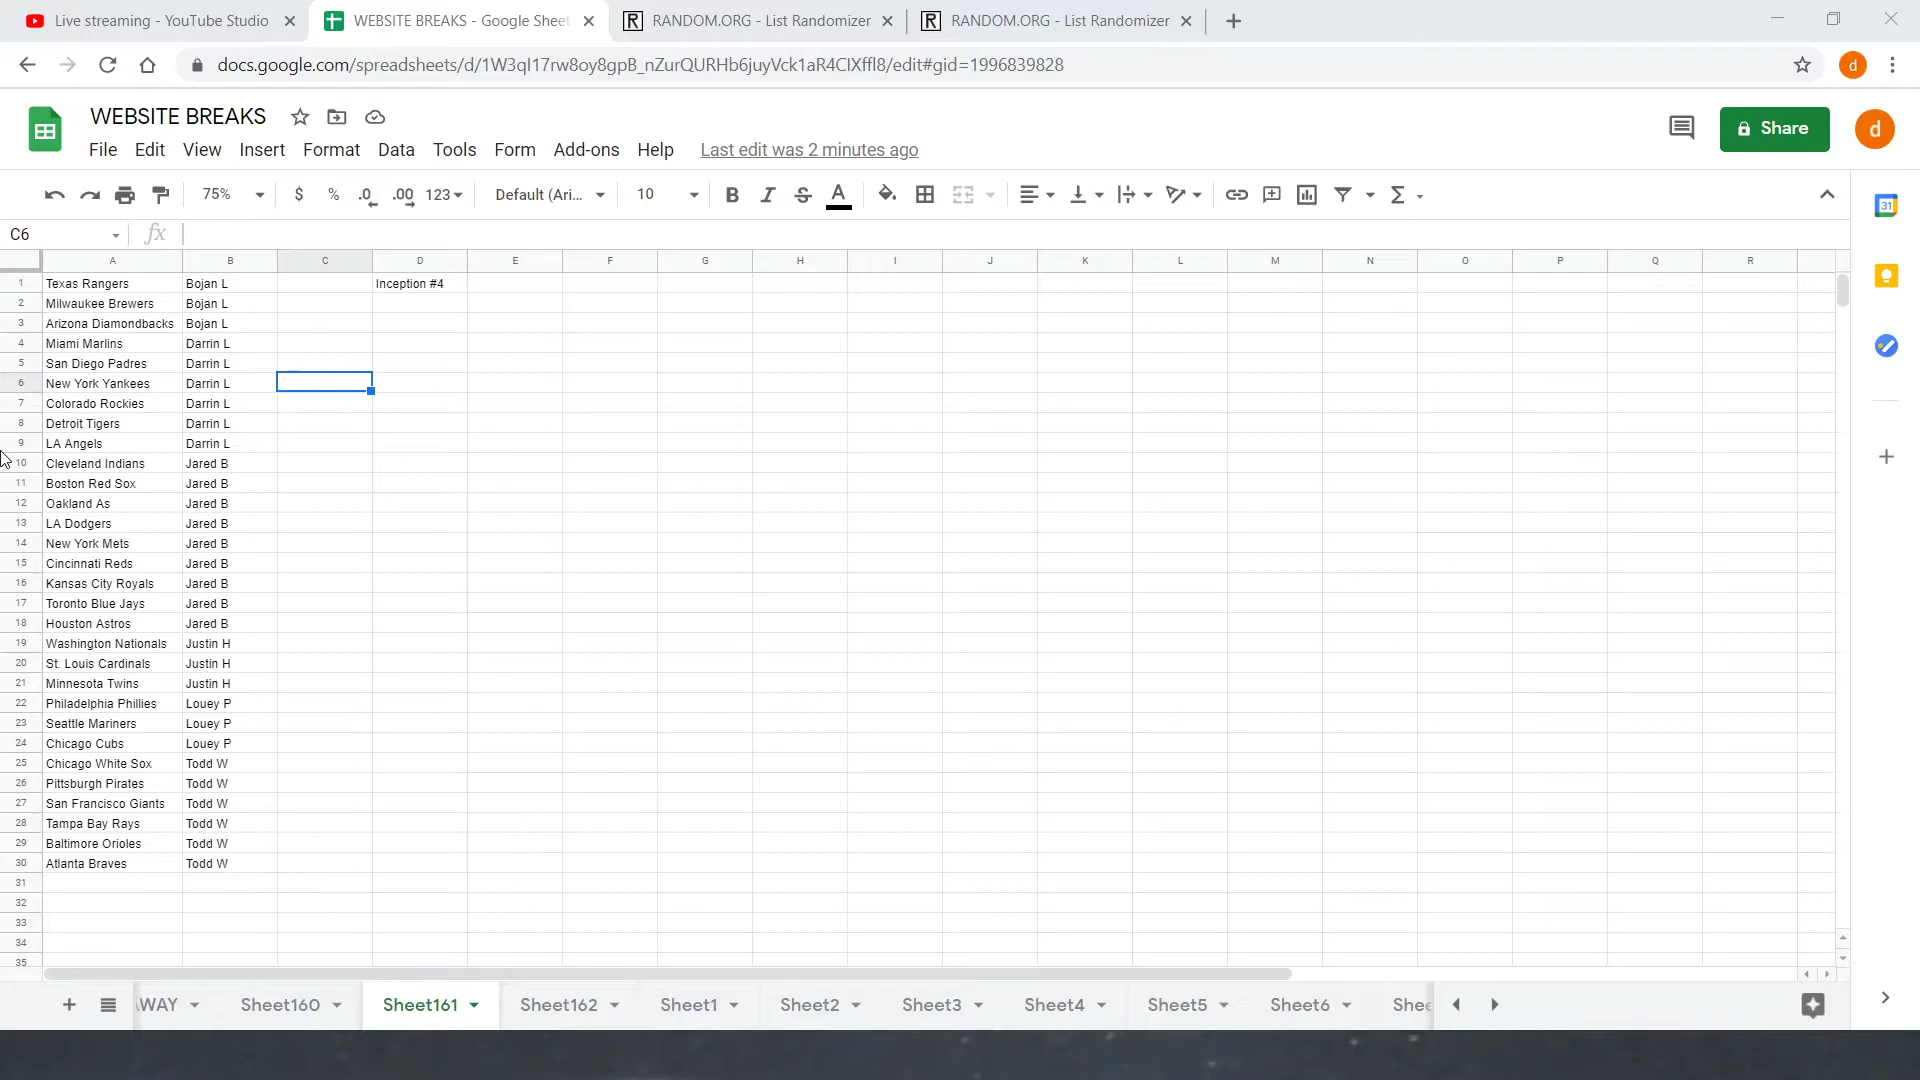 Live streaming - YouTube Studio
WEBSITE BREAKS - Google Sheet
RANDOM.ORG - List Randomizer
RANDOM.ORG - List Randomizer
docs.google.com/spreadsheets/d/1W3qI17rw8oy8gpB_nZurQURHb6juyVck1aR4CIXffl8/edit#gid=1996839828
d
WEBSITE BREAKS
Share
d
File Edit View Insert Format Data Tools Form Add-ons Help Last edit was 2 minutes ago
75% $ % .0 .00 123 Default (Ari... 10 B I S A Σ
31
C6 fx
A B C D E F G H I J K L M N O P Q R
1 Texas Rangers Bojan L Inception #4
2 Milwaukee Brewers Bojan L
3 Arizona Diamondbacks Bojan L
4 Miami Marlins Darrin L
5 San Diego Padres Darrin L
6 New York Yankees Darrin L
7 Colorado Rockies Darrin L
8 Detroit Tigers Darrin L
9 LA Angels Darrin L
10 Cleveland Indians Jared B
11 Boston Red Sox Jared B
12 Oakland As Jared B
13 LA Dodgers Jared B
14 New York Mets Jared B
15 Cincinnati Reds Jared B
16 Kansas City Royals Jared B
17 Toronto Blue Jays Jared B
18 Houston Astros Jared B
19 Washington Nationals Justin H
20 St. Louis Cardinals Justin H
21 Minnesota Twins Justin H
22 Philadelphia Phillies Louey P
23 Seattle Mariners Louey P
24 Chicago Cubs Louey P
25 Chicago White Sox Todd W
26 Pittsburgh Pirates Todd W
27 San Francisco Giants Todd W
28 Tampa Bay Rays Todd W
29 Baltimore Orioles Todd W
30 Atlanta Braves Todd W
31
32
33
34
35
WAY Sheet160 Sheet161 Sheet162 Sheet1 Sheet2 Sheet3 Sheet4 Sheet5 Sheet6 Shee